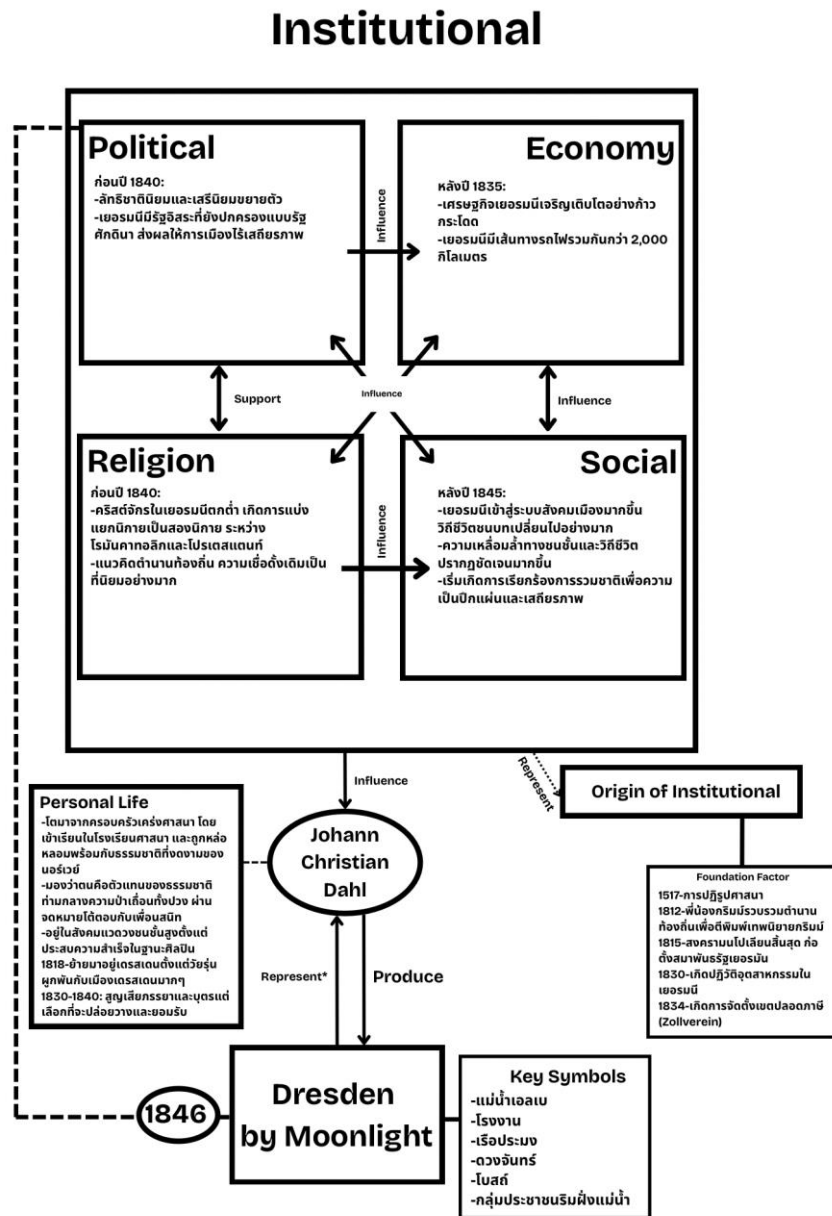 Institutional
Political
ก่อนปี 1840:
-ลัทธิชาตินิยมและเสรีนิยมขยายตัว
-เยอรมนีมีรัฐอิสระที่ยังปกครองแบบรัฐ
ศักดินา ส่งผลให้การเมืองไร้เสถียรภาพ
Influence
Economy
หลังปี 1835:
-เศรษฐกิจเยอรมนีเจริญเติบโตอย่างก้าว
กระโดด
-เยอรมนีมีเส้นทางรถไฟรวมกันกว่า 2,000
กิโลเมตร
Support
Influence
Influence
Religion
ก่อนปี 1840:
-คริสต์จักรในเยอรมนีตกต่ำ เกิดการแบ่ง
แยกนิกายเป็นสองนิกาย ระหว่าง
โรมันคาทอลิกและโปรเตสแตนท์
-แนวคิดตำนานท้องถิ่น ความเชื่อดั้งเดิมเป็น
ที่นิยมอย่างมาก
Influence
Social
หลังปี 1845:
-เยอรมนีเข้าสู่ระบบสังคมเมืองมากขึ้น
วิถีชีวิตชนบทเปลี่ยนไปอย่างมาก
-ความเหลื่อมล้ำทางชนชั้นและวิถีชีวิต
ปรากฏชัดเจนมากขึ้น
-เริ่มเกิดการเรียกร้องการรวมชาติเพื่อความ
เป็นปึกแผ่นและเสถียรภาพ
Influence
Represent
Origin of Institutional
Personal Life
-โตมาจากครอบครัวเคร่งศาสนา โดย
เข้าเรียนในโรงเรียนศาสนา และถูกหล่อ
หลอมพร้อมกับธรรมชาติที่งดงามของ
นอร์เวย์
-มองว่าตนคือตัวแทนของธรรมชาติ
ท่ามกลางความป่าเถื่อนทั้งปวง ผ่าน
จดหมายโต้ตอบกับเพื่อนสนิท
-อยู่ในสังคมแวดวงชนชั้นสูงตั้งแต่
ประสบความสำเร็จในฐานะศิลปิน
1818-ย้ายมาอยู่เดรสเดนตั้งแต่วัยรุ่น
ผูกพันกับเมืองเดรสเดนมากๆ
1830-1840: สูญเสียภรรยาและบุตรแต่
เลือกที่จะปล่อยวางและยอมรับ
Johann
Christian
Dahl
Foundation Factor
1517-การปฏิรูปศาสนา
1812-พี่น้องกริมม์รวบรวมตำนาน
ท้องถิ่นเพื่อตีพิมพ์เทพนิยายกริมม์
1815-สงครามนโปเลียนสิ้นสุด ก่อ
ตั้งสมาพันธรัฐเยอรมัน
1830-เกิดปฏิวัติอุตสาหกรรมใน
เยอรมนี
1834-เกิดการจัดตั้งเขตปลอดภาษี
(Zollverein)
Represent*
Produce
1846
Dresden
by Moonlight
Key Symbols
-แม่น้ำเอลเบ
-โรงงาน
-เรือประมง
-ดวงจันทร์
-โบสถ์
-กลุ่มประชาชนริมฝั่งแม่น้ำ